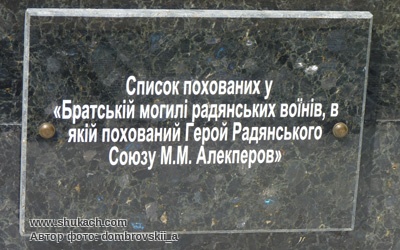 Список похованих у
«Братській могилі радянських воїнів, в
якій похований Герой Радянського
Союзу М.М. Алекперов»
www.shukach.com
Автор фото: dombrovskii_a